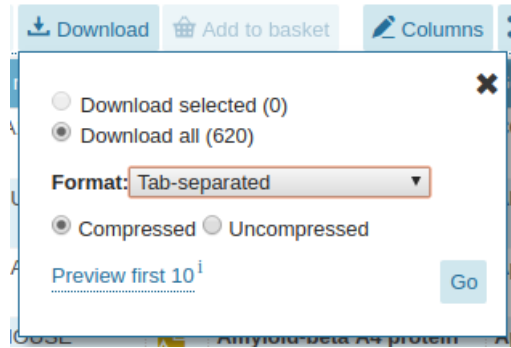 Download Add to basket Columns
Download selected (0)
Download all (620)
Format: Tab-separated
Compressed Uncompressed
Preview first 10 i
Go
Amyloid-beta A4 protein